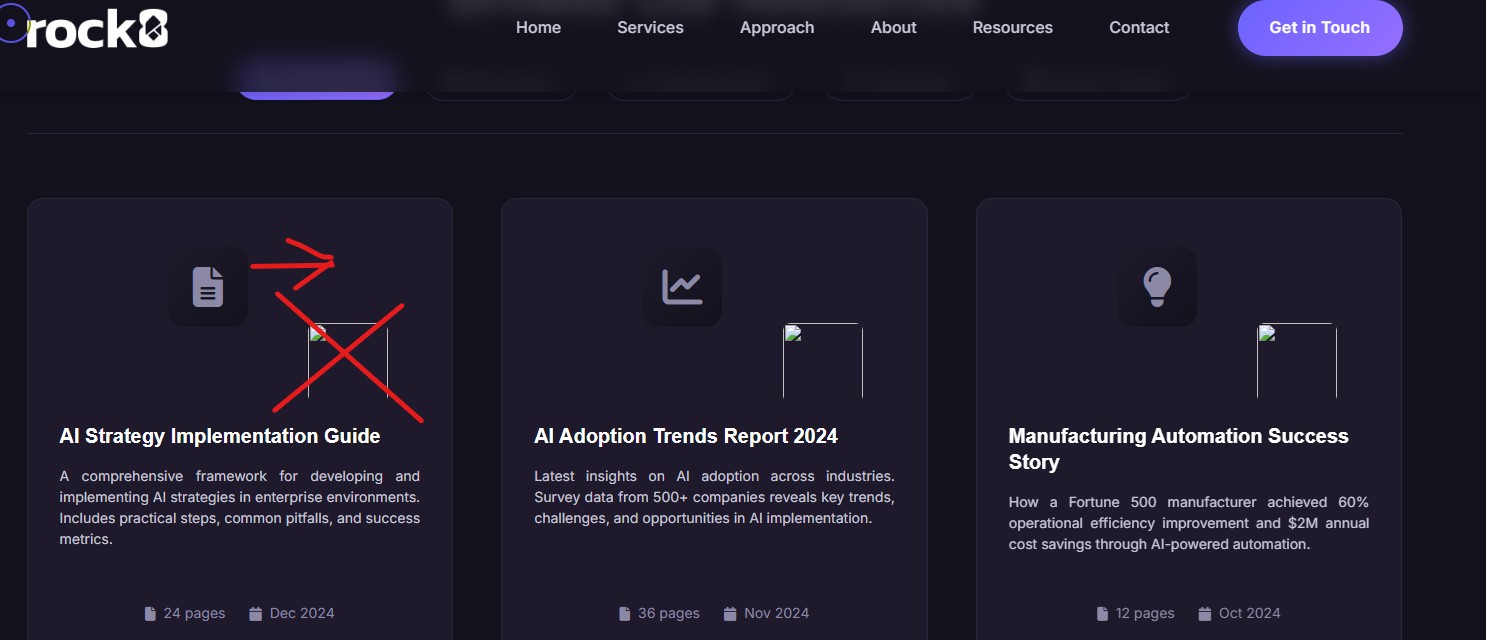 rock8
Home Services Approach About Resources Contact Get in Touch
AI Strategy Implementation Guide
A comprehensive framework for developing and
implementing AI strategies in enterprise environments.
Includes practical steps, common pitfalls, and success
metrics.
24 pages Dec 2024
AI Adoption Trends Report 2024
Latest insights on AI adoption across industries.
Survey data from 500+ companies reveals key trends,
challenges, and opportunities in AI implementation.
36 pages Nov 2024
Manufacturing Automation Success
Story
How a Fortune 500 manufacturer achieved 60%
operational efficiency improvement and $2M annual
cost savings through AI-powered automation.
12 pages Oct 2024